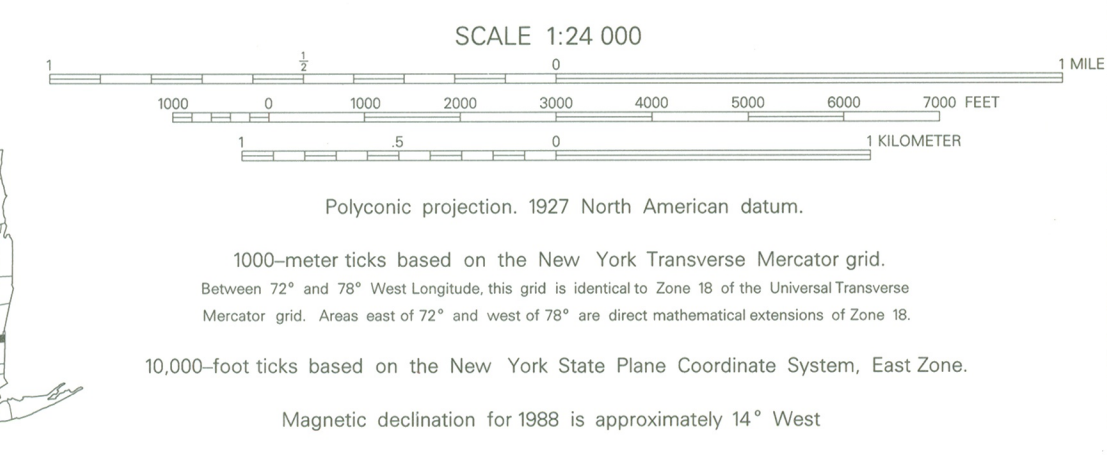 SCALE 1:24 000
1 ½ 0 1 MILE
1000 0 1000 2000 3000 4000 5000 6000 7000 FEET
1 .5 0 1 KILOMETER
Polyconic projection. 1927 North American datum.
1000–meter ticks based on the New York Transverse Mercator grid.
Between 72° and 78° West Longitude, this grid is identical to Zone 18 of the Universal Transverse
Mercator grid. Areas east of 72° and west of 78° are direct mathematical extensions of Zone 18.
10,000–foot ticks based on the New York State Plane Coordinate System, East Zone.
Magnetic declination for 1988 is approximately 14° West